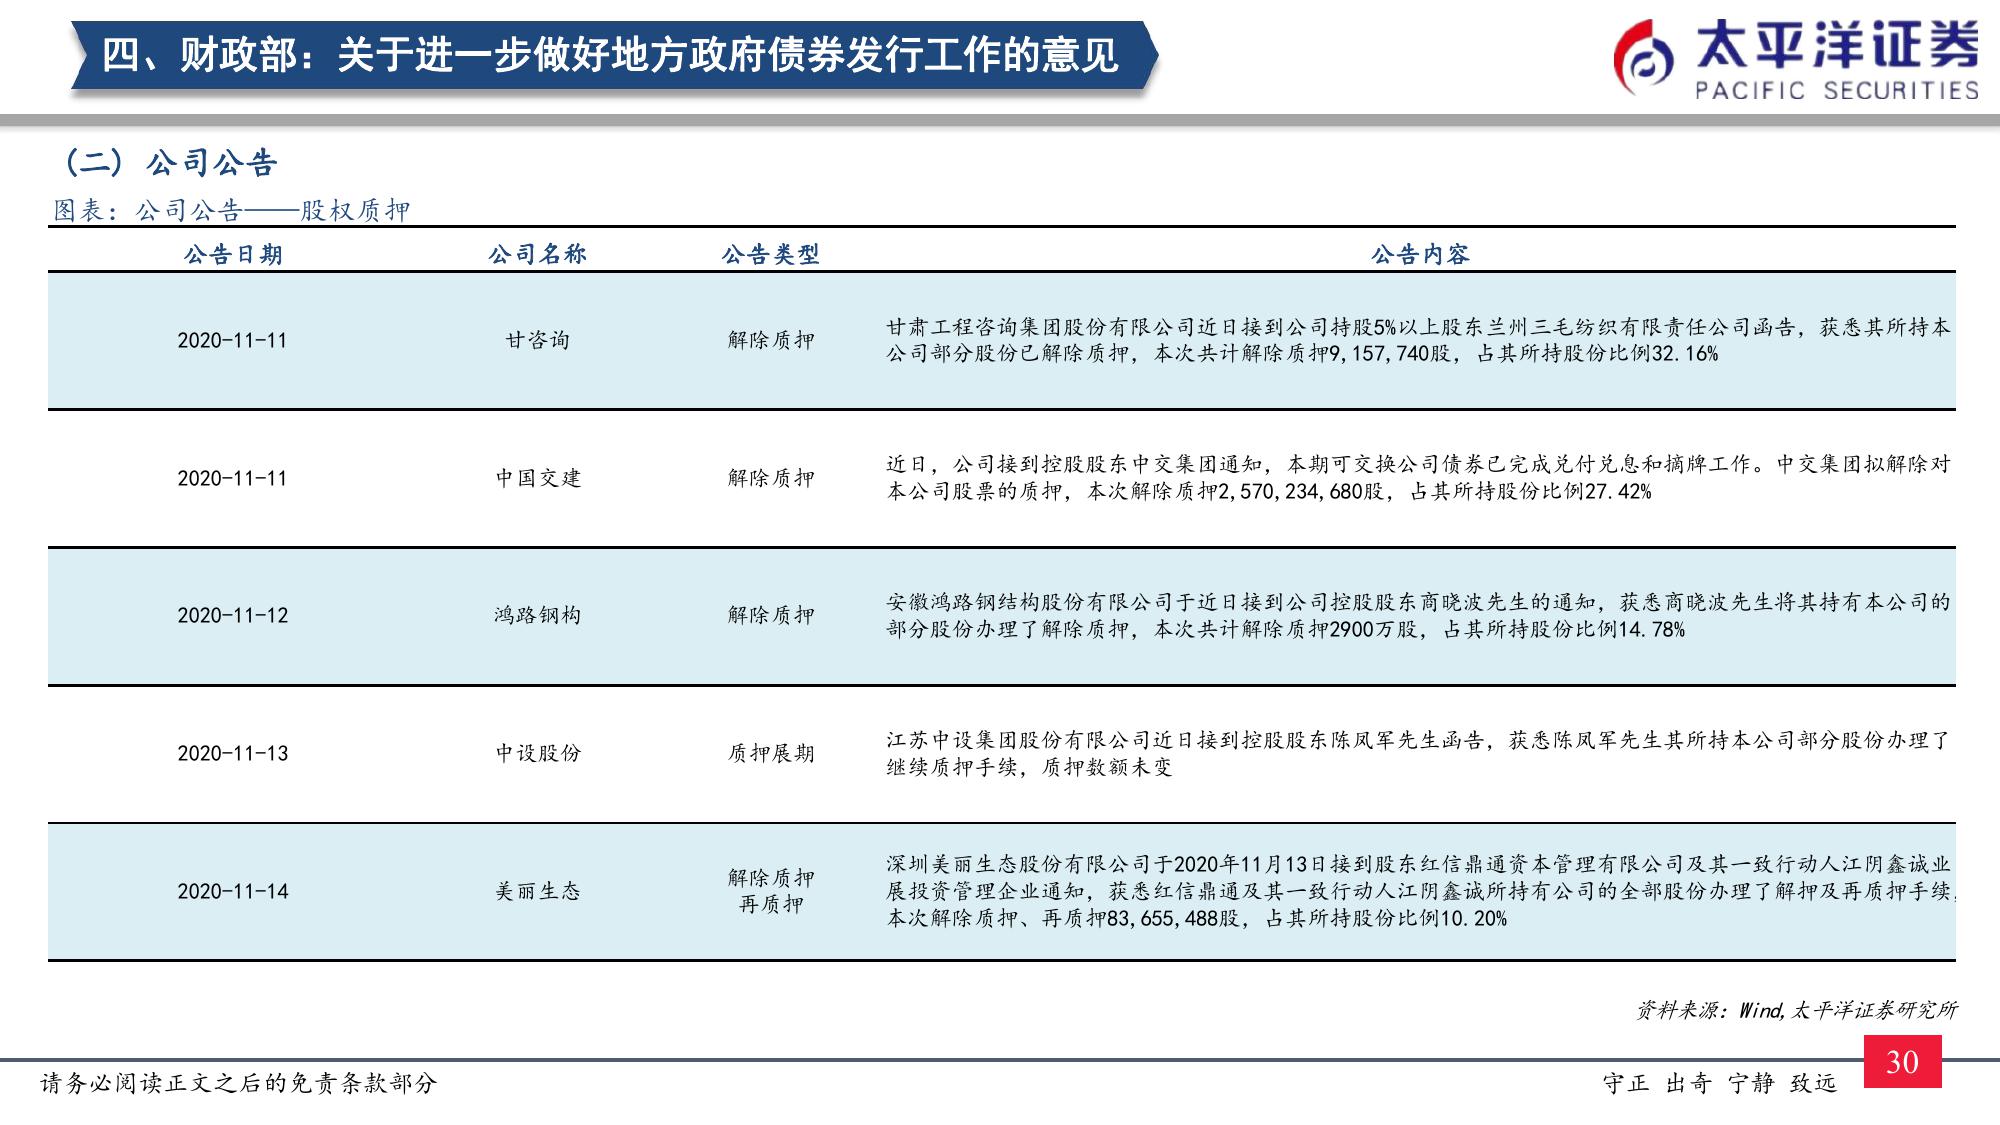 四、财政部：关于进一步做好地方政府债券发行工作的意见
太平洋证券
PACIFIC SECURITIES
（二）公司公告
图表：公司公告——股权质押
公告日期 公司名称 公告类型 公告内容
2020-11-11 甘咨询 解除质押 甘肃工程咨询集团股份有限公司近日接到公司持股5%以上股东兰州三毛纺织有限责任公司函告，获悉其所持本
公司部分股份已解除质押，本次共计解除质押9,157,740股，占其所持股份比例32.16%
2020-11-11 中国交建 解除质押 近日，公司接到控股股东中交集团通知，本期可交换公司债券已完成兑付兑息和摘牌工作。中交集团拟解除对
本公司股票的质押，本次解除质押2,570,234,680股，占其所持股份比例27.42%
2020-11-12 鸿路钢构 解除质押 安徽鸿路钢结构股份有限公司于近日接到公司控股股东商晓波先生的通知，获悉商晓波先生将其持有本公司的
部分股份办理了解除质押，本次共计解除质押2900万股，占其所持股份比例14.78%
2020-11-13 中设股份 质押展期 江苏中设集团股份有限公司近日接到控股股东陈凤军先生函告，获悉陈凤军先生其所持本公司部分股份办理了
继续质押手续，质押数额未变
2020-11-14 美丽生态 解除质押 再质押 深圳美丽生态股份有限公司于2020年11月13日接到股东红信鼎通资本管理有限公司及其一致行动人江阴鑫诚业
展投资管理企业通知，获悉红信鼎通及其一致行动人江阴鑫诚所持有公司的全部股份办理了解押及再质押手续，
本次解除质押、再质押83,655,488股，占其所持股份比例10.20%
资料来源：Wind,太平洋证券研究所
请务必阅读正文之后的免责条款部分
守正 出奇 宁静 致远
30